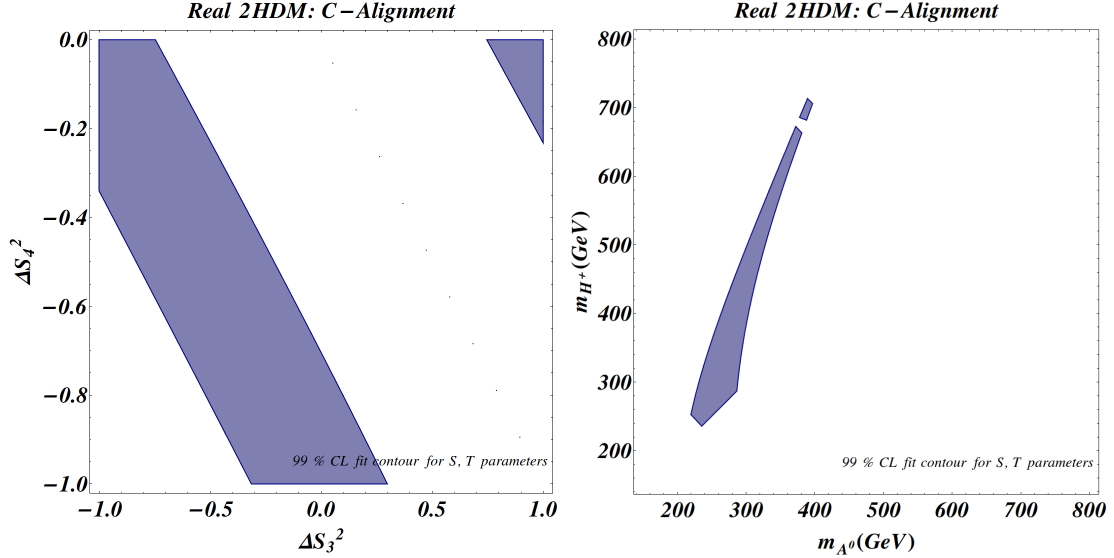 Real 2HDM: C−Alignment
0.0
−0.2
−0.4
−0.6
−0.8
−1.0
ΔS₄²
99 % CL fit contour for S, T parameters
−1.0 −0.5 0.0 0.5 1.0
ΔS₃²
Real 2HDM: C−Alignment
800
700
600
500
400
300
200
m_H⁺(GeV)
99 % CL fit contour for S, T parameters
200 300 400 500 600 700 800
m_A⁰(GeV)